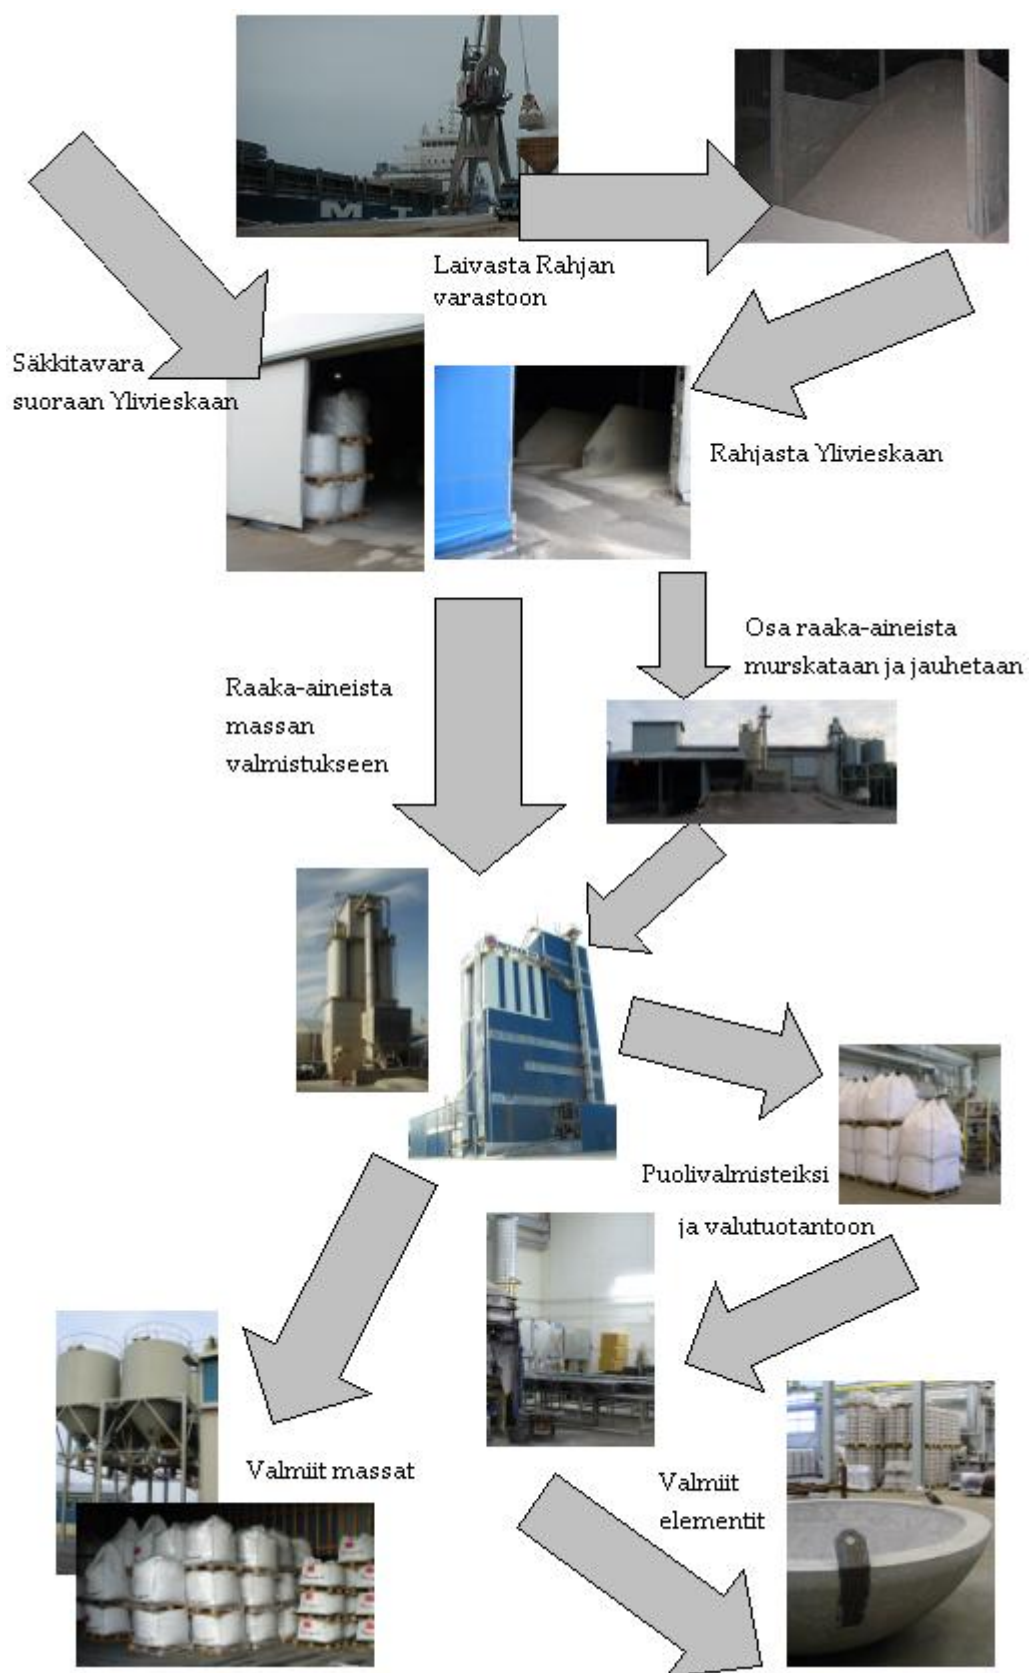 M T
Laivasta Rahjan
varastoon
Säkkitavara
suoraan Ylivieskaan
Rahjasta Ylivieskaan
Osa raaka-aineista
murskataan ja jauhetaan
Raaka-aineista
massan
valmistukseen
Puolivalmisteiksi
ja valutuotantoon
Valmiit massat
Valmiit
elementit